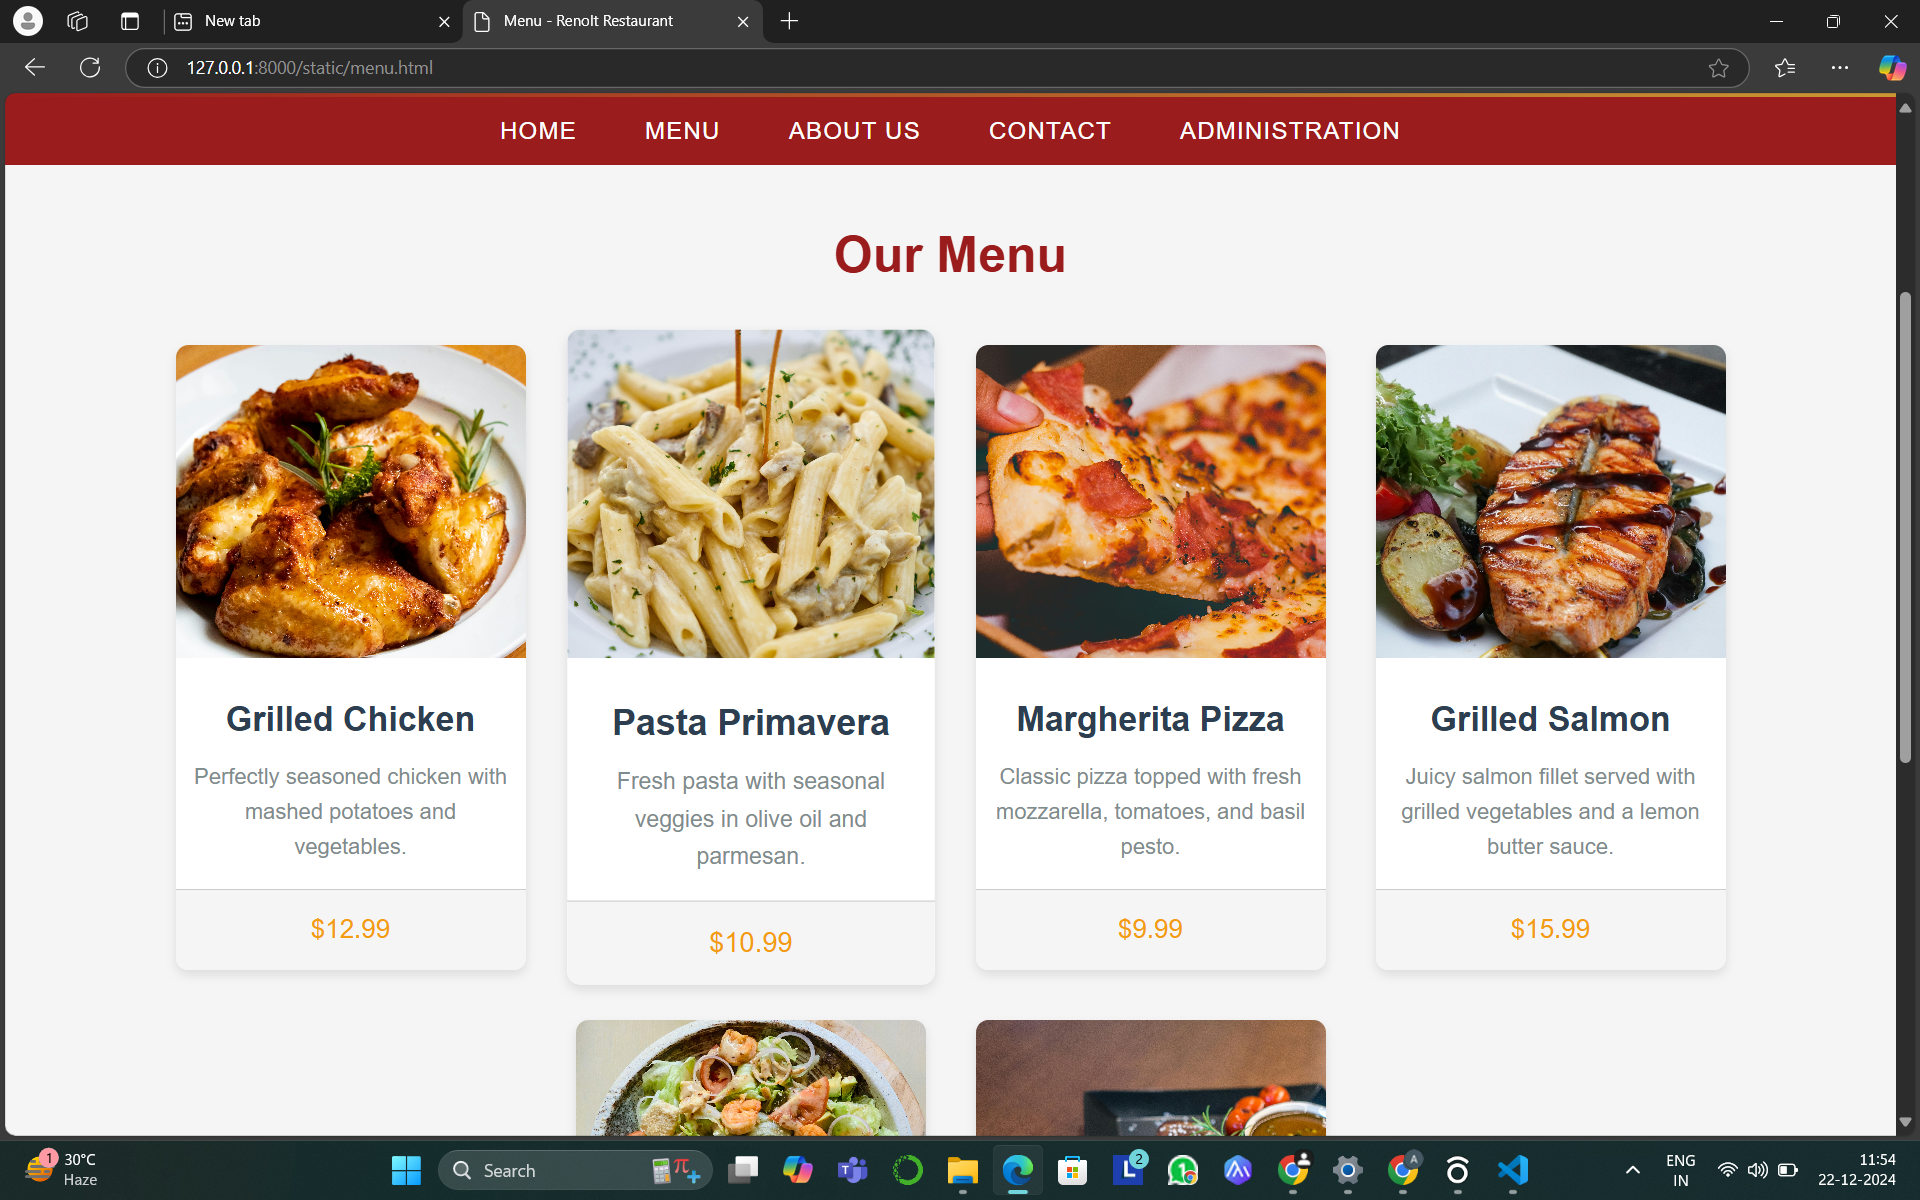 New tab
Menu - Renolt Restaurant
127.0.0.1:8000/static/menu.html
HOME MENU ABOUT US CONTACT ADMINISTRATION
Our Menu
Grilled Chicken
Perfectly seasoned chicken with
mashed potatoes and
vegetables.
$12.99
Pasta Primavera
Fresh pasta with seasonal
veggies in olive oil and
parmesan.
$10.99
Margherita Pizza
Classic pizza topped with fresh
mozzarella, tomatoes, and basil
pesto.
$9.99
Grilled Salmon
Juicy salmon fillet served with
grilled vegetables and a lemon
butter sauce.
$15.99
1
30°C
Haze
Search
π
T
L
2
1
A
ENG
IN
11:54
22-12-2024